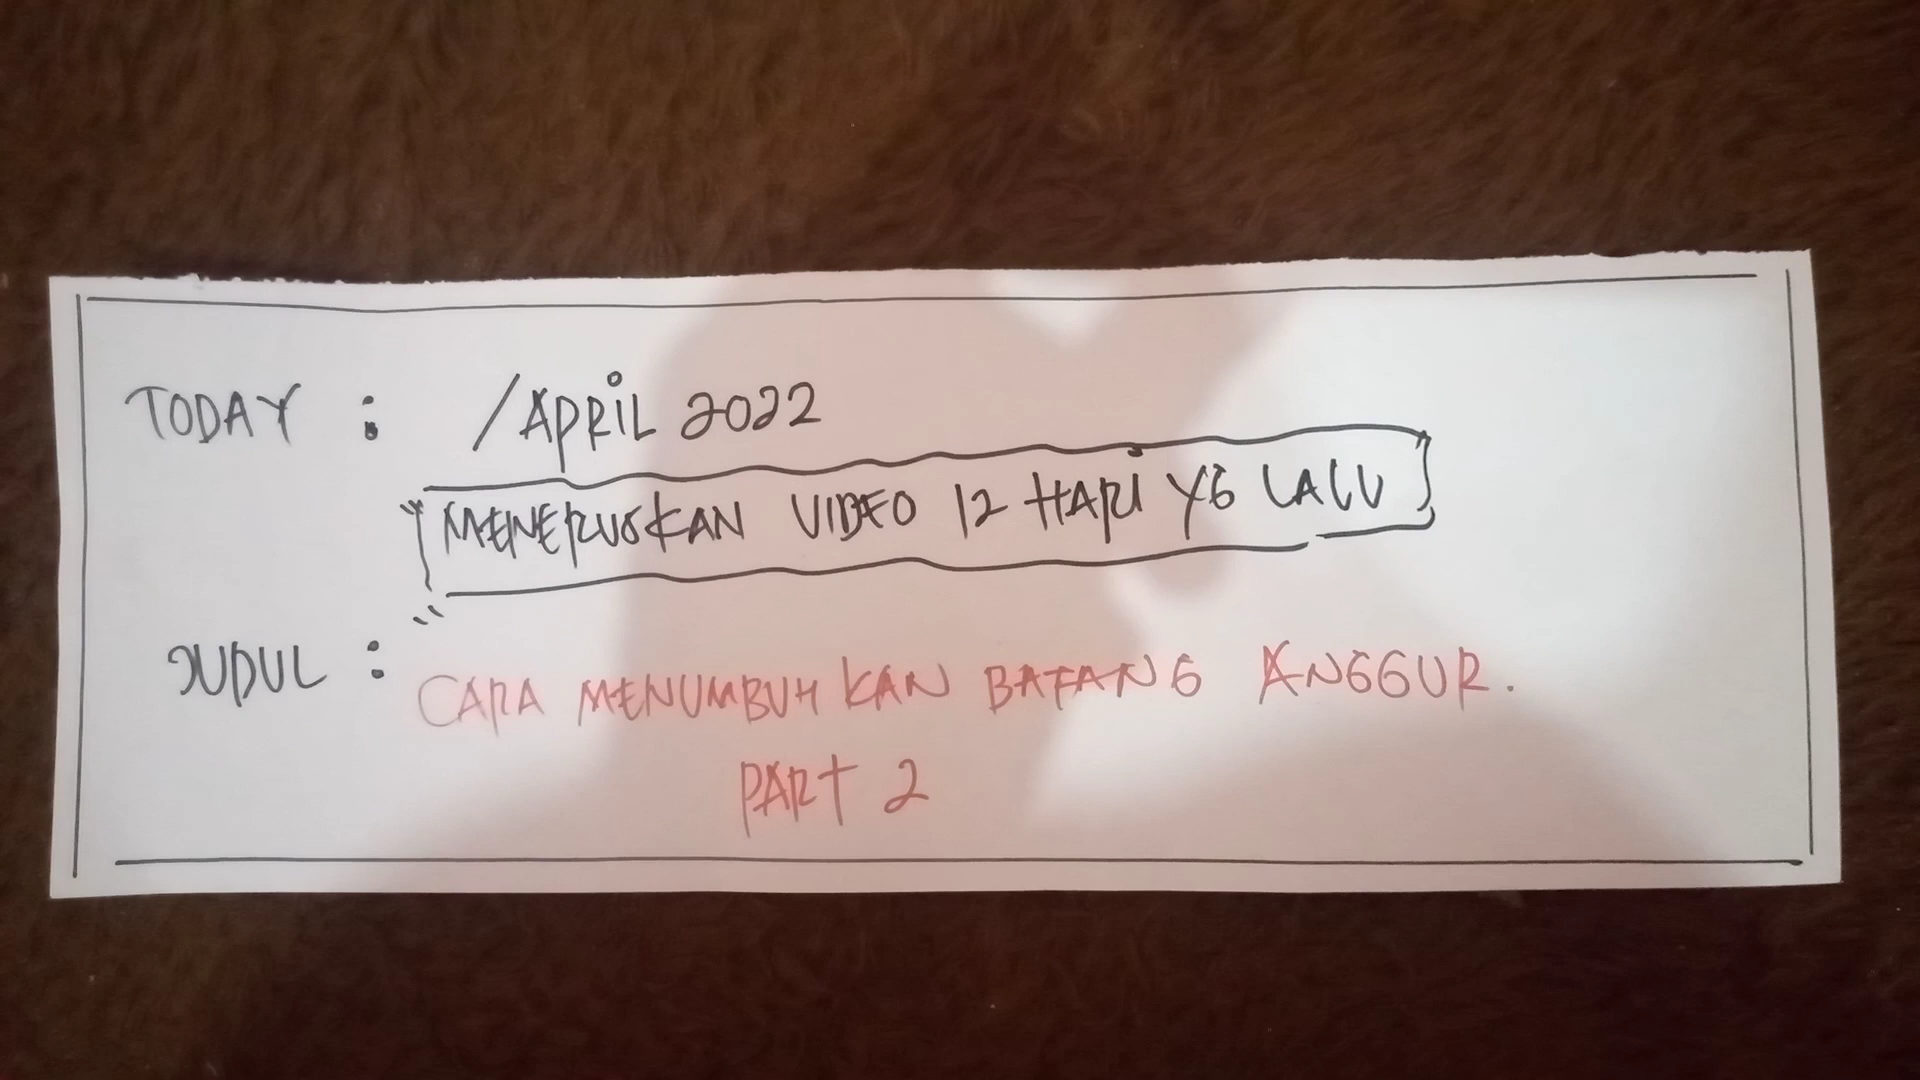 TODAY : /APRIL 2022
MENERUSKAN VIDEO 12 HARI YG LALU
JUDUL : CARA MENUMBUHKAN BATANG ANGGUR.
PART 2